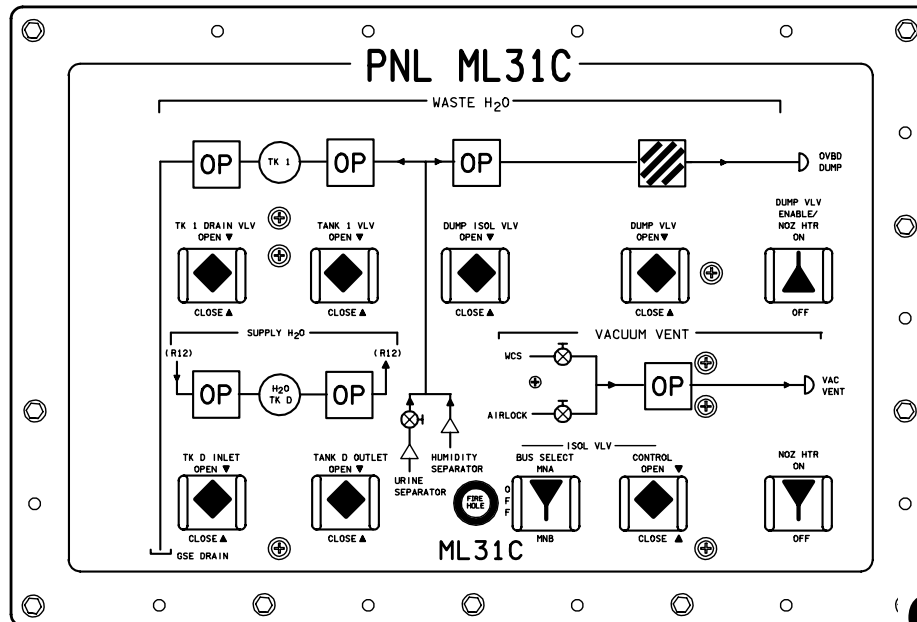 PNL ML31C
WASTE H2O
OP
TK 1
OP
OP
OVBD
DUMP
TK 1 DRAIN VLV
OPEN ▼
CLOSE ▲
TANK 1 VLV
OPEN ▼
CLOSE ▲
DUMP ISOL VLV
OPEN ▼
CLOSE ▲
DUMP VLV
OPEN ▼
CLOSE ▲
DUMP VLV
ENABLE/
NOZ HTR
ON
OFF
SUPPLY H2O
(R12)
(R12)
OP
H2O
TK D
OP
VACUUM VENT
WCS
AIRLOCK
OP
VAC
VENT
HUMIDITY
SEPARATOR
URINE
SEPARATOR
TK D INLET
OPEN ▼
CLOSE ▲
TANK D OUTLET
OPEN ▼
CLOSE ▲
FIRE
HOLE
ISOL VLV
BUS SELECT
MNA
OFF
MNB
CONTROL
OPEN ▼
CLOSE ▲
NOZ HTR
ON
OFF
GSE DRAIN
ML31C